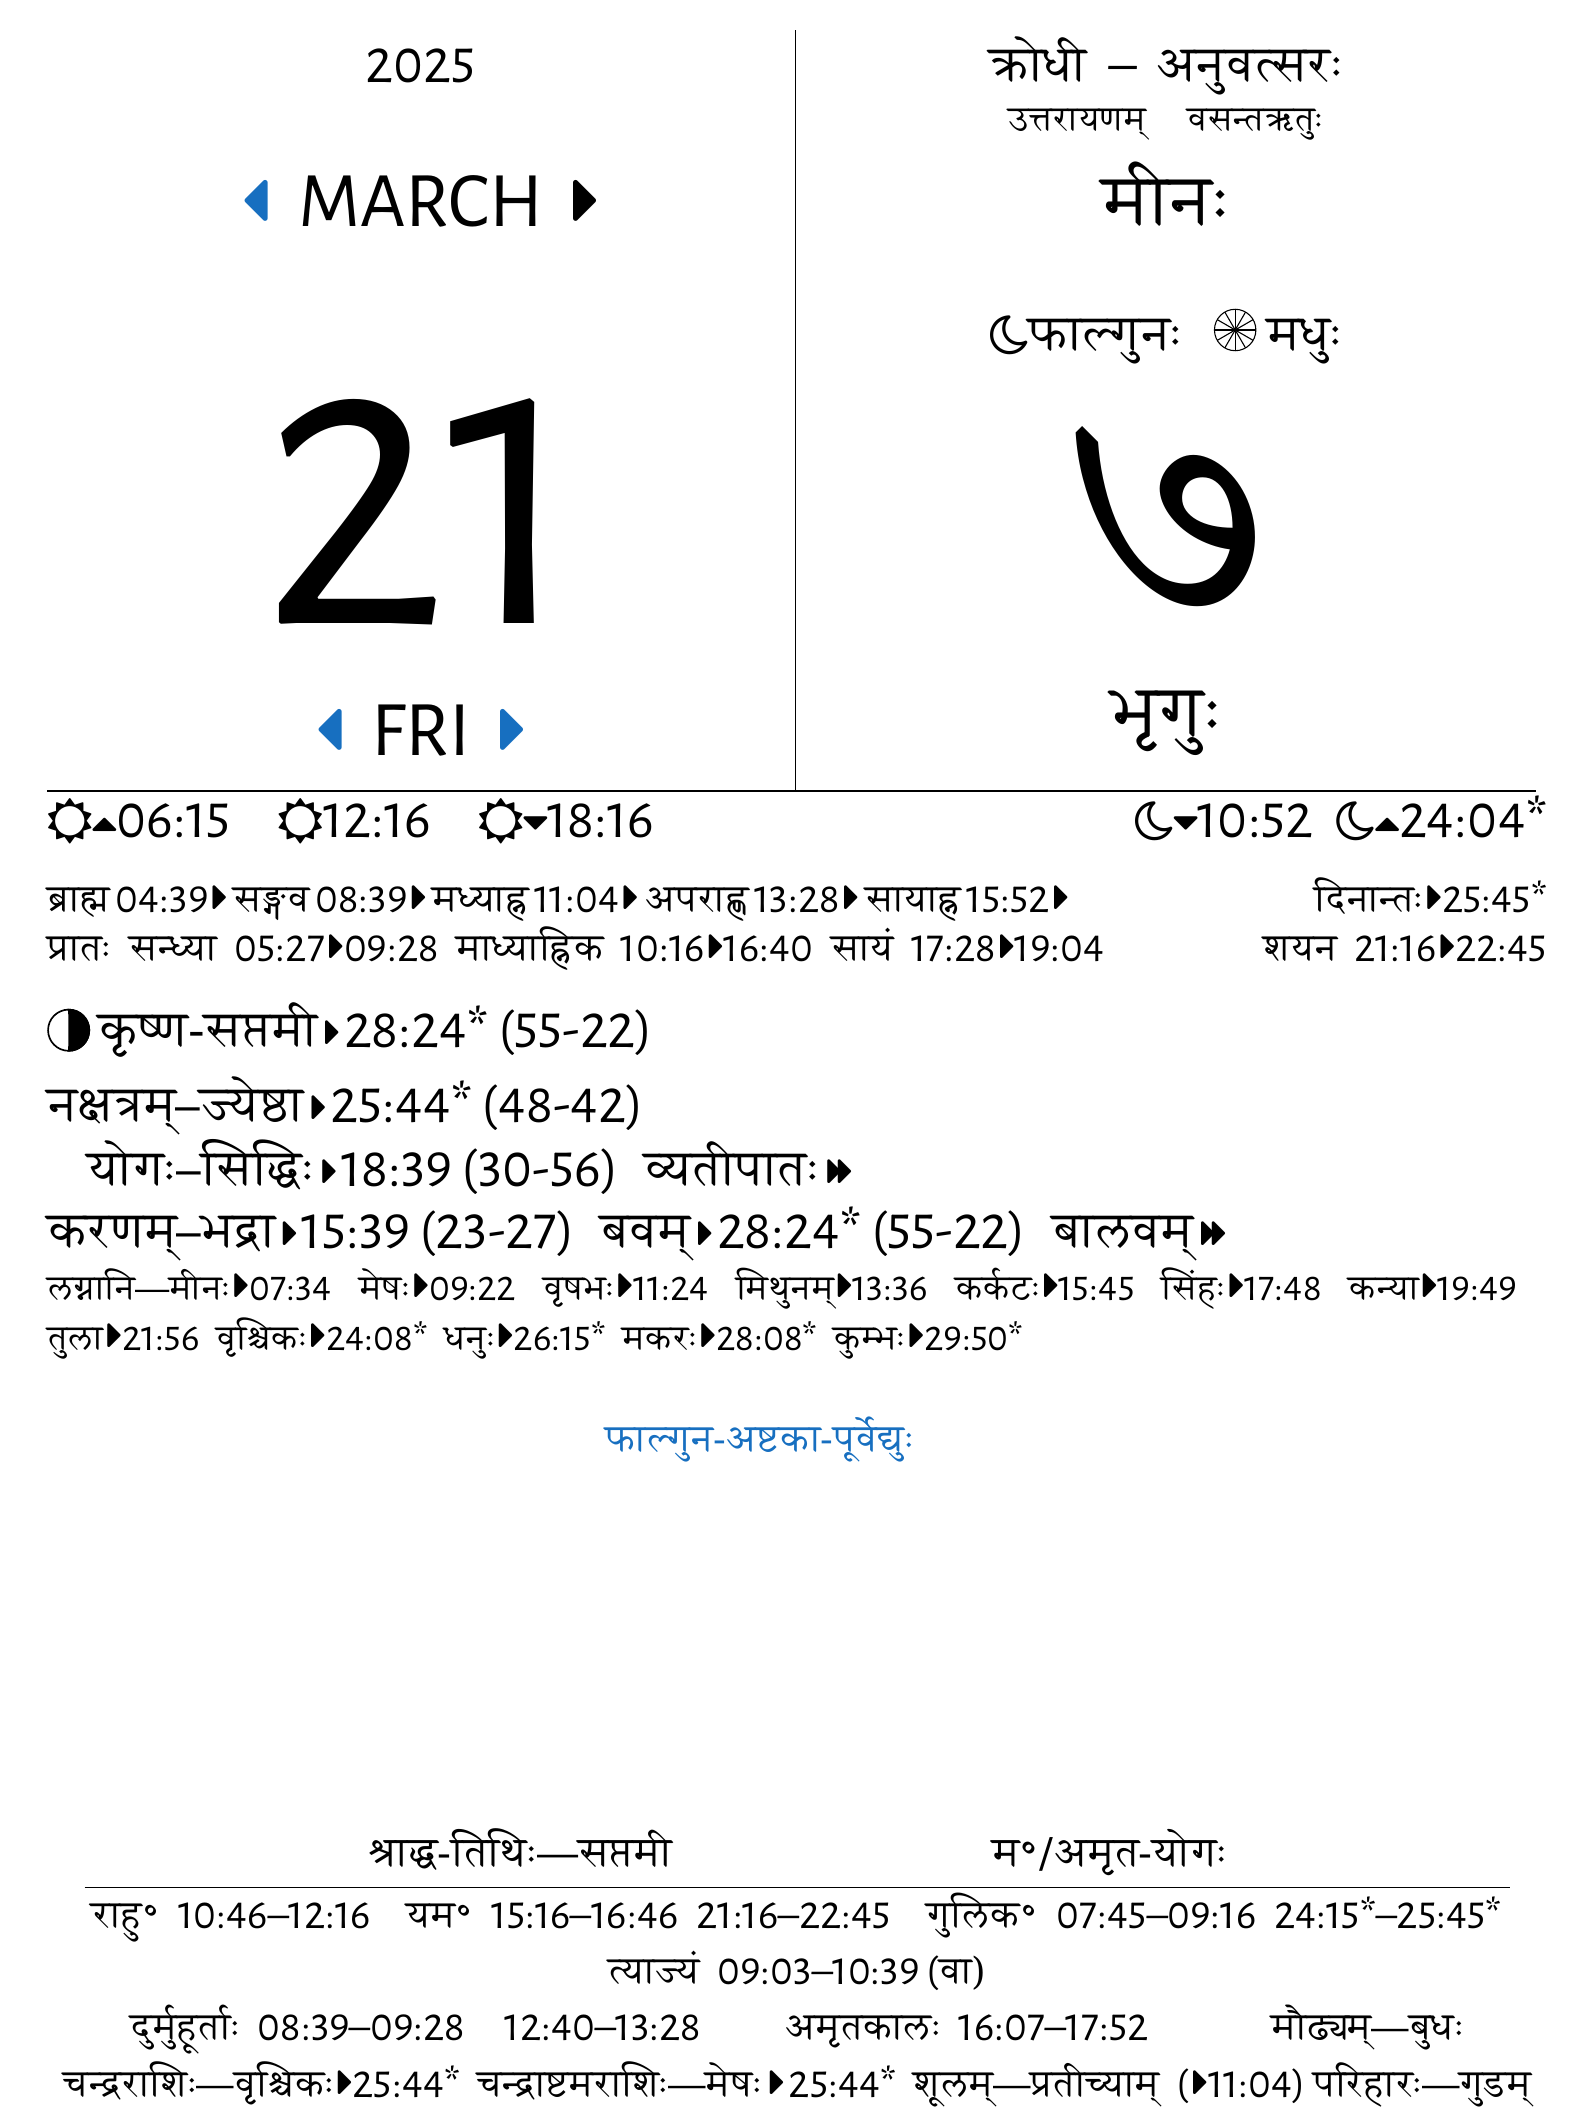 2025
MARCH
21
FRI
क्रोधी – अनुवत्सरः
उत्तरायणम् वसन्तऋतुः
मीनः
फाल्गुनः मधुः
७
भृगुः
06:15 12:16 18:16 10:52 24:04*
ब्राह्म 04:39 सङ्गव 08:39 मध्याह्न 11:04 अपराह्ण 13:28 सायाह्न 15:52 दिनान्तः 25:45*
प्रातः सन्ध्या 05:27 09:28 माध्याह्निक 10:16 16:40 सायं 17:28 19:04 शयन 21:16 22:45
कृष्ण-सप्तमी 28:24* (55-22)
नक्षत्रम्–ज्येष्ठा 25:44* (48-42)
योगः–सिद्धिः 18:39 (30-56) व्यतीपातः
करणम्–भद्रा 15:39 (23-27) बवम् 28:24* (55-22) बालवम्
लग्नानि—मीनः 07:34 मेषः 09:22 वृषभः 11:24 मिथुनम् 13:36 कर्कटः 15:45 सिंहः 17:48 कन्या 19:49
तुला 21:56 वृश्चिकः 24:08* धनुः 26:15* मकरः 28:08* कुम्भः 29:50*
फाल्गुन-अष्टका-पूर्वेद्युः
श्राद्ध-तिथिः—सप्तमी म॰/अमृत-योगः
राहु॰ 10:46–12:16 यम॰ 15:16–16:46 21:16–22:45 गुलिक॰ 07:45–09:16 24:15*–25:45*
त्याज्यं 09:03–10:39 (वा)
दुर्मुहूर्ताः 08:39–09:28 12:40–13:28 अमृतकालः 16:07–17:52 मौढ्यम्—बुधः
चन्द्रराशिः—वृश्चिकः 25:44* चन्द्राष्टमराशिः—मेषः 25:44* शूलम्—प्रतीच्याम् ( 11:04) परिहारः—गुडम्